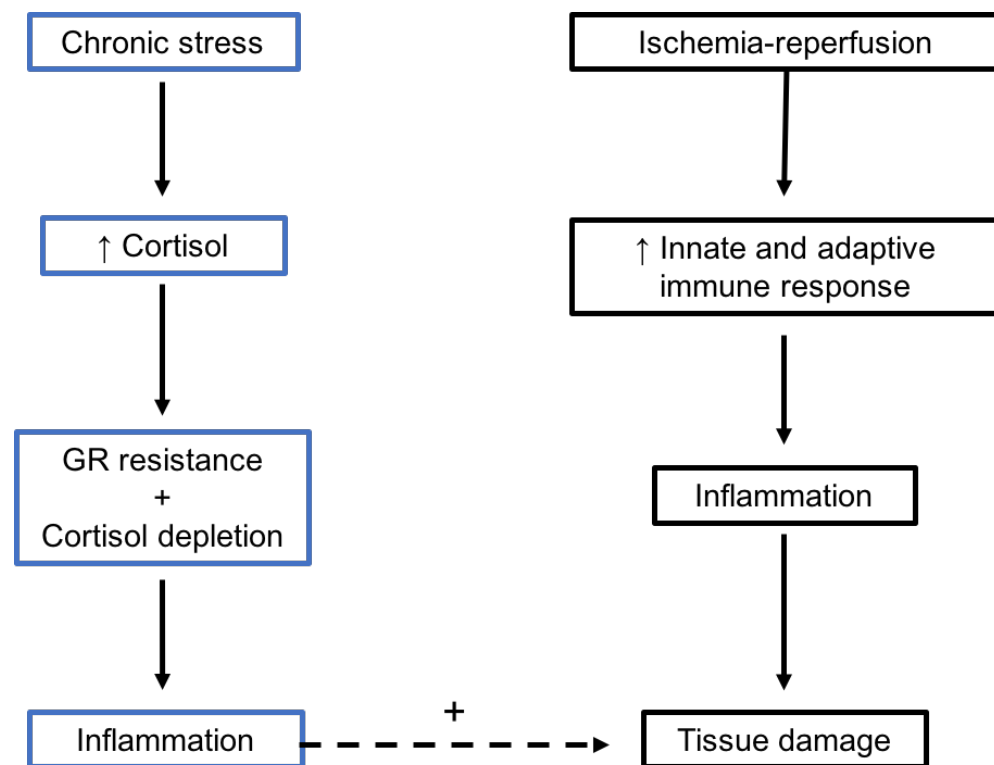 Chronic stress
↑ Cortisol
GR resistance
+
Cortisol depletion
Inflammation
+
Ischemia-reperfusion
↑ Innate and adaptive
immune response
Inflammation
Tissue damage